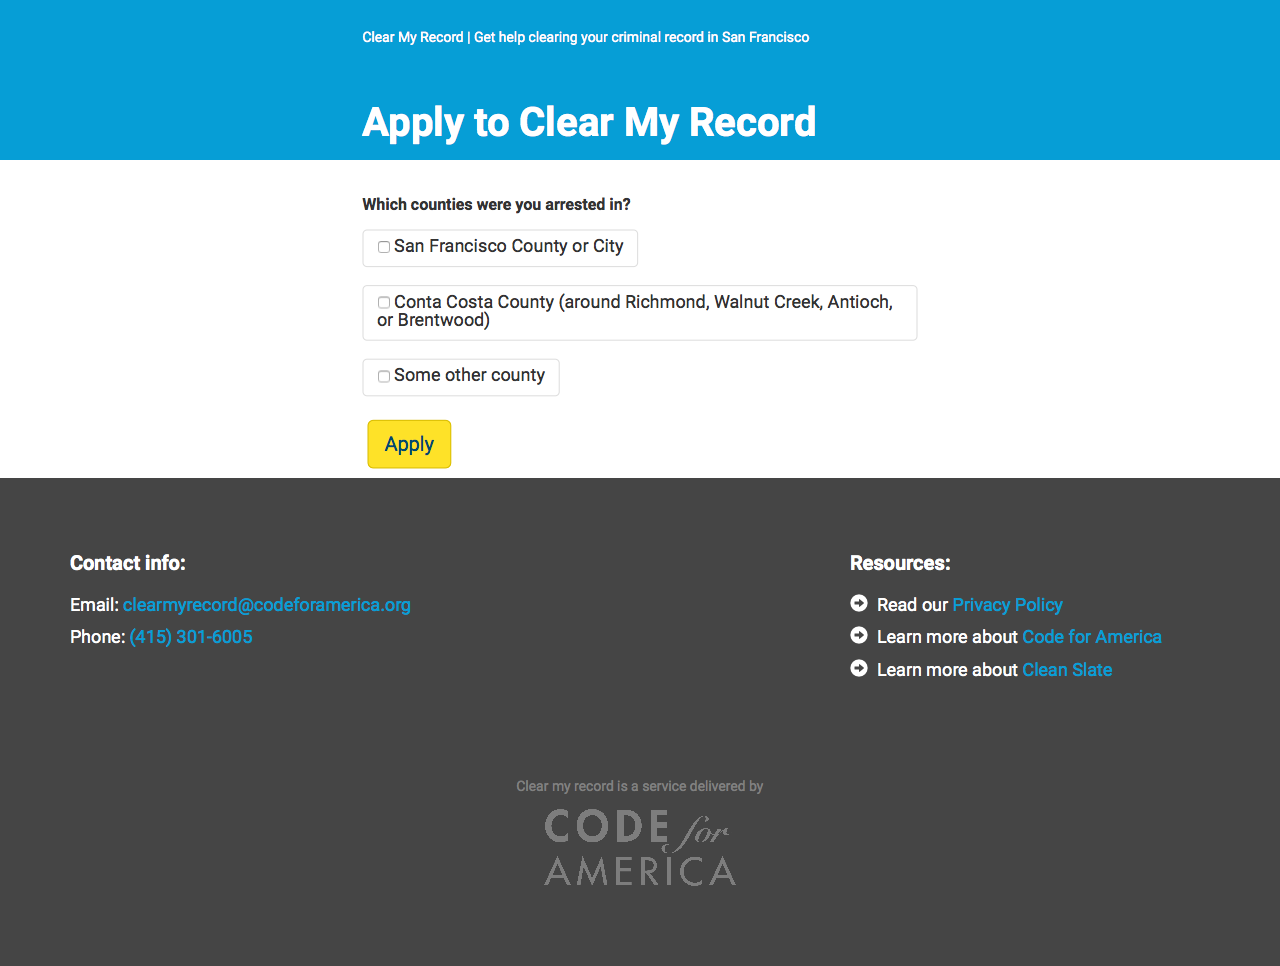 Clear My Record | Get help clearing your criminal record in San Francisco
Apply to Clear My Record
Which counties were you arrested in?
San Francisco County or City
Conta Costa County (around Richmond, Walnut Creek, Antioch,
or Brentwood)
Some other county
Apply
Contact info:
Email: clearmyrecord@codeforamerica.org
Phone: (415) 301-6005
Resources:
Read our Privacy Policy
Learn more about Code for America
Learn more about Clean Slate
Clear my record is a service delivered by
CODE for
AMERICA